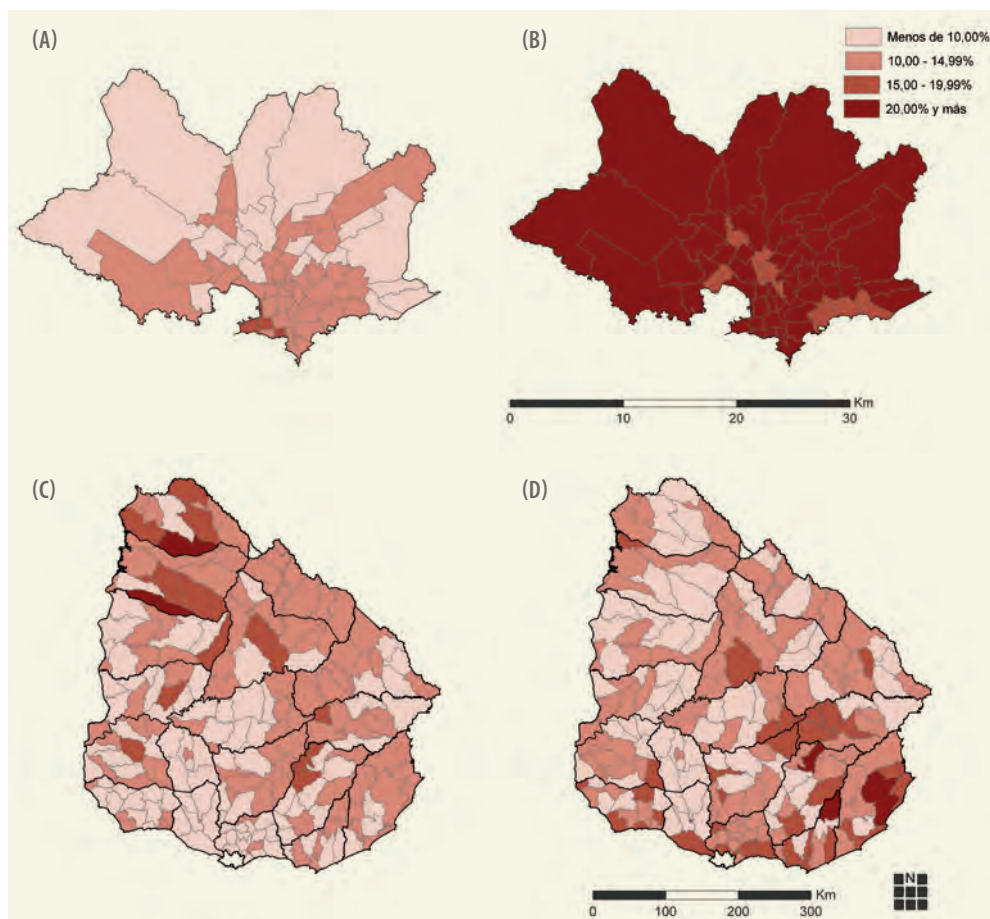 (A)
(B)
Menos de 10,00%
10,00 - 14,99%
15,00 - 19,99%
20,00% y más
Km
0 10 20 30
(C)
(D)
N
Km
0 100 200 300